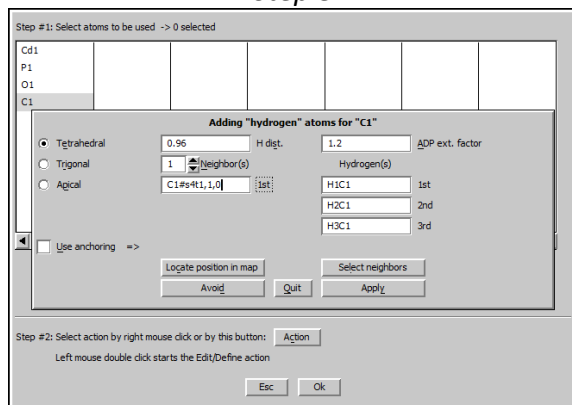 Step #1: Select atoms to be used -> 0 selected
Cd1
P1
O1
C1
Adding "hydrogen" atoms for "C1"
Tetrahedral 0.96 H dist. 1.2 ADP ext. factor
Trigonal 1 Neighbor(s) Hydrogen(s)
Apical C1#s4t1,1,0 1st H1C1 1st
H2C1 2nd
H3C1 3rd
Use anchoring =>
Locate position in map Select neighbors
Avoid Quit Apply
Step #2: Select action by right mouse click or by this button: Action
Left mouse double click starts the Edit/Define action
Esc Ok